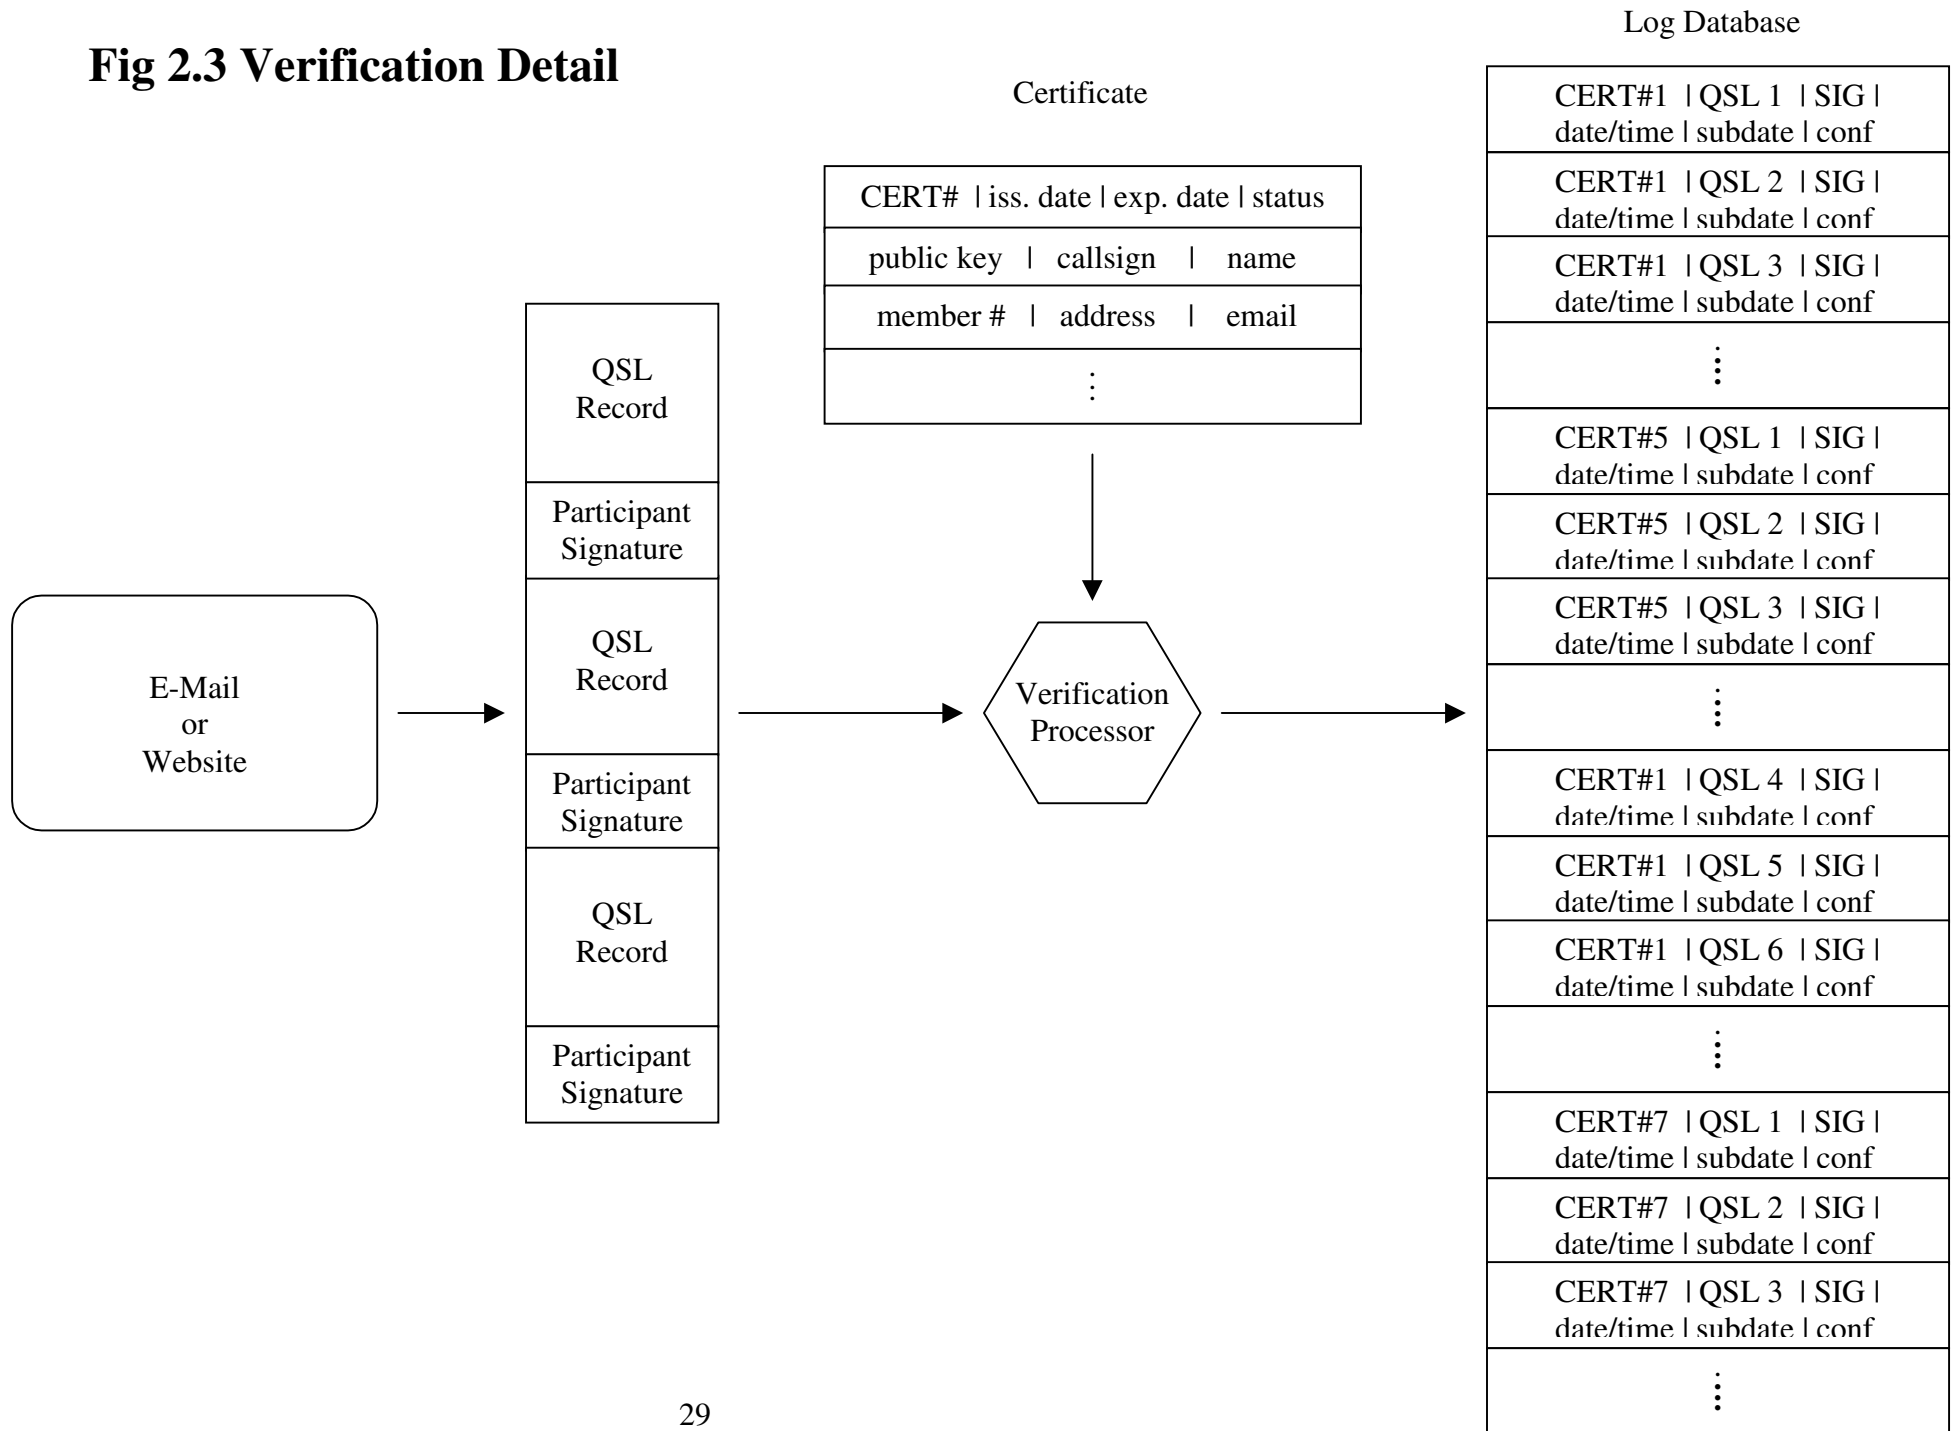 Fig 2.3 Verification Detail
E-Mail
or
Website
QSL
Record
Participant
Signature
QSL
Record
Participant
Signature
QSL
Record
Participant
Signature
Certificate
CERT# | iss. date | exp. date | status
public key | callsign | name
member # | address | email
⋮
Verification
Processor
Log Database
CERT#1 | QSL 1 | SIG |
date/time | subdate | conf
CERT#1 | QSL 2 | SIG |
date/time | subdate | conf
CERT#1 | QSL 3 | SIG |
date/time | subdate | conf
⋮
CERT#5 | QSL 1 | SIG |
date/time | subdate | conf
CERT#5 | QSL 2 | SIG |
date/time | subdate | conf
CERT#5 | QSL 3 | SIG |
date/time | subdate | conf
⋮
CERT#1 | QSL 4 | SIG |
date/time | subdate | conf
CERT#1 | QSL 5 | SIG |
date/time | subdate | conf
CERT#1 | QSL 6 | SIG |
date/time | subdate | conf
⋮
CERT#7 | QSL 1 | SIG |
date/time | subdate | conf
CERT#7 | QSL 2 | SIG |
date/time | subdate | conf
CERT#7 | QSL 3 | SIG |
date/time | subdate | conf
⋮
29